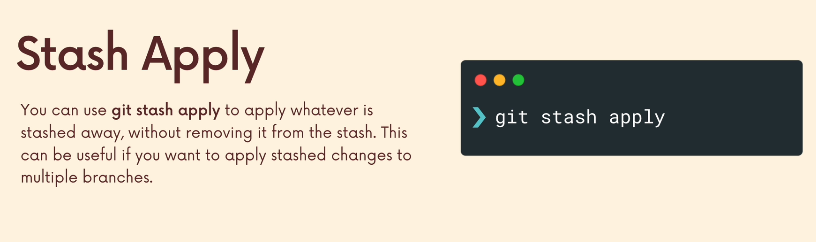 Stash Apply
You can use git stash apply to apply whatever is
stashed away, without removing it from the stash. This
can be useful if you want to apply stashed changes to
multiple branches.
❯ git stash apply